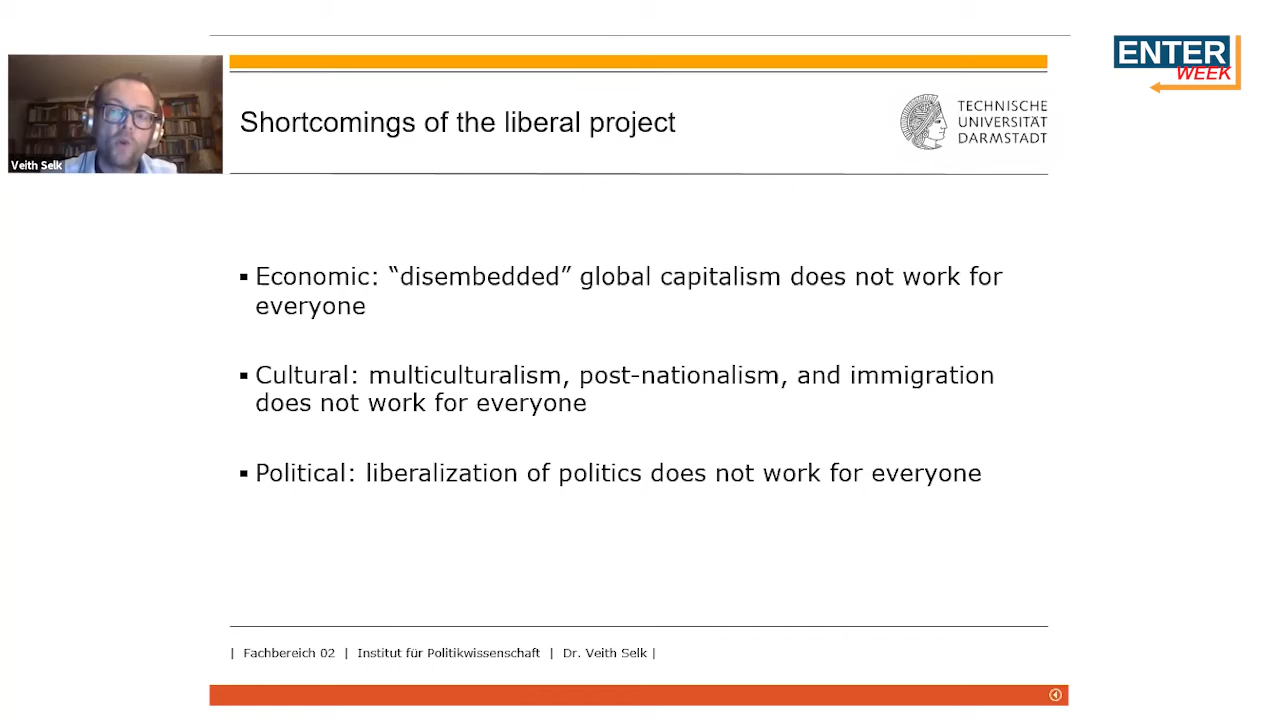 ENTER
WEEK
Veith Selk
Shortcomings of the liberal project
TECHNISCHE
UNIVERSITÄT
DARMSTADT
▪ Economic: “disembedded” global capitalism does not work for
everyone
▪ Cultural: multiculturalism, post-nationalism, and immigration
does not work for everyone
▪ Political: liberalization of politics does not work for everyone
| Fachbereich 02 | Institut für Politikwissenschaft | Dr. Veith Selk |